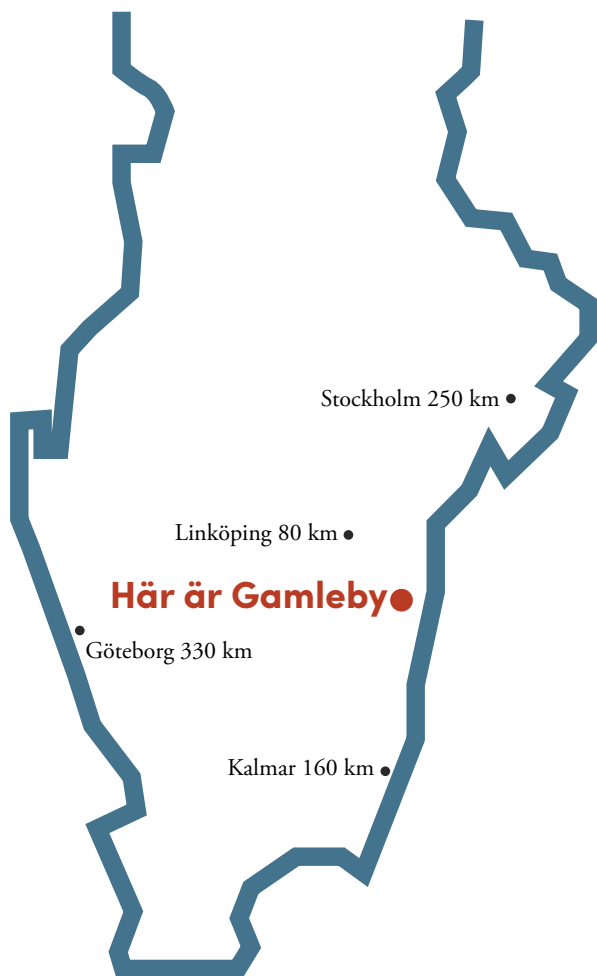 Stockholm 250 km
Linköping 80 km
Här är Gamleby
Göteborg 330 km
Kalmar 160 km